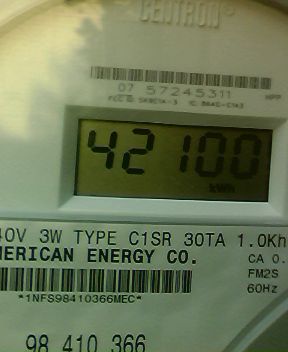 CENTRON®
07 57245311
42100
kWh
40V 3W TYPE C1SR 30TA 1.0Kh
MERICAN ENERGY CO. CA 0.
FM2S
*1NFS98410366MEC* 60Hz
98 410 366